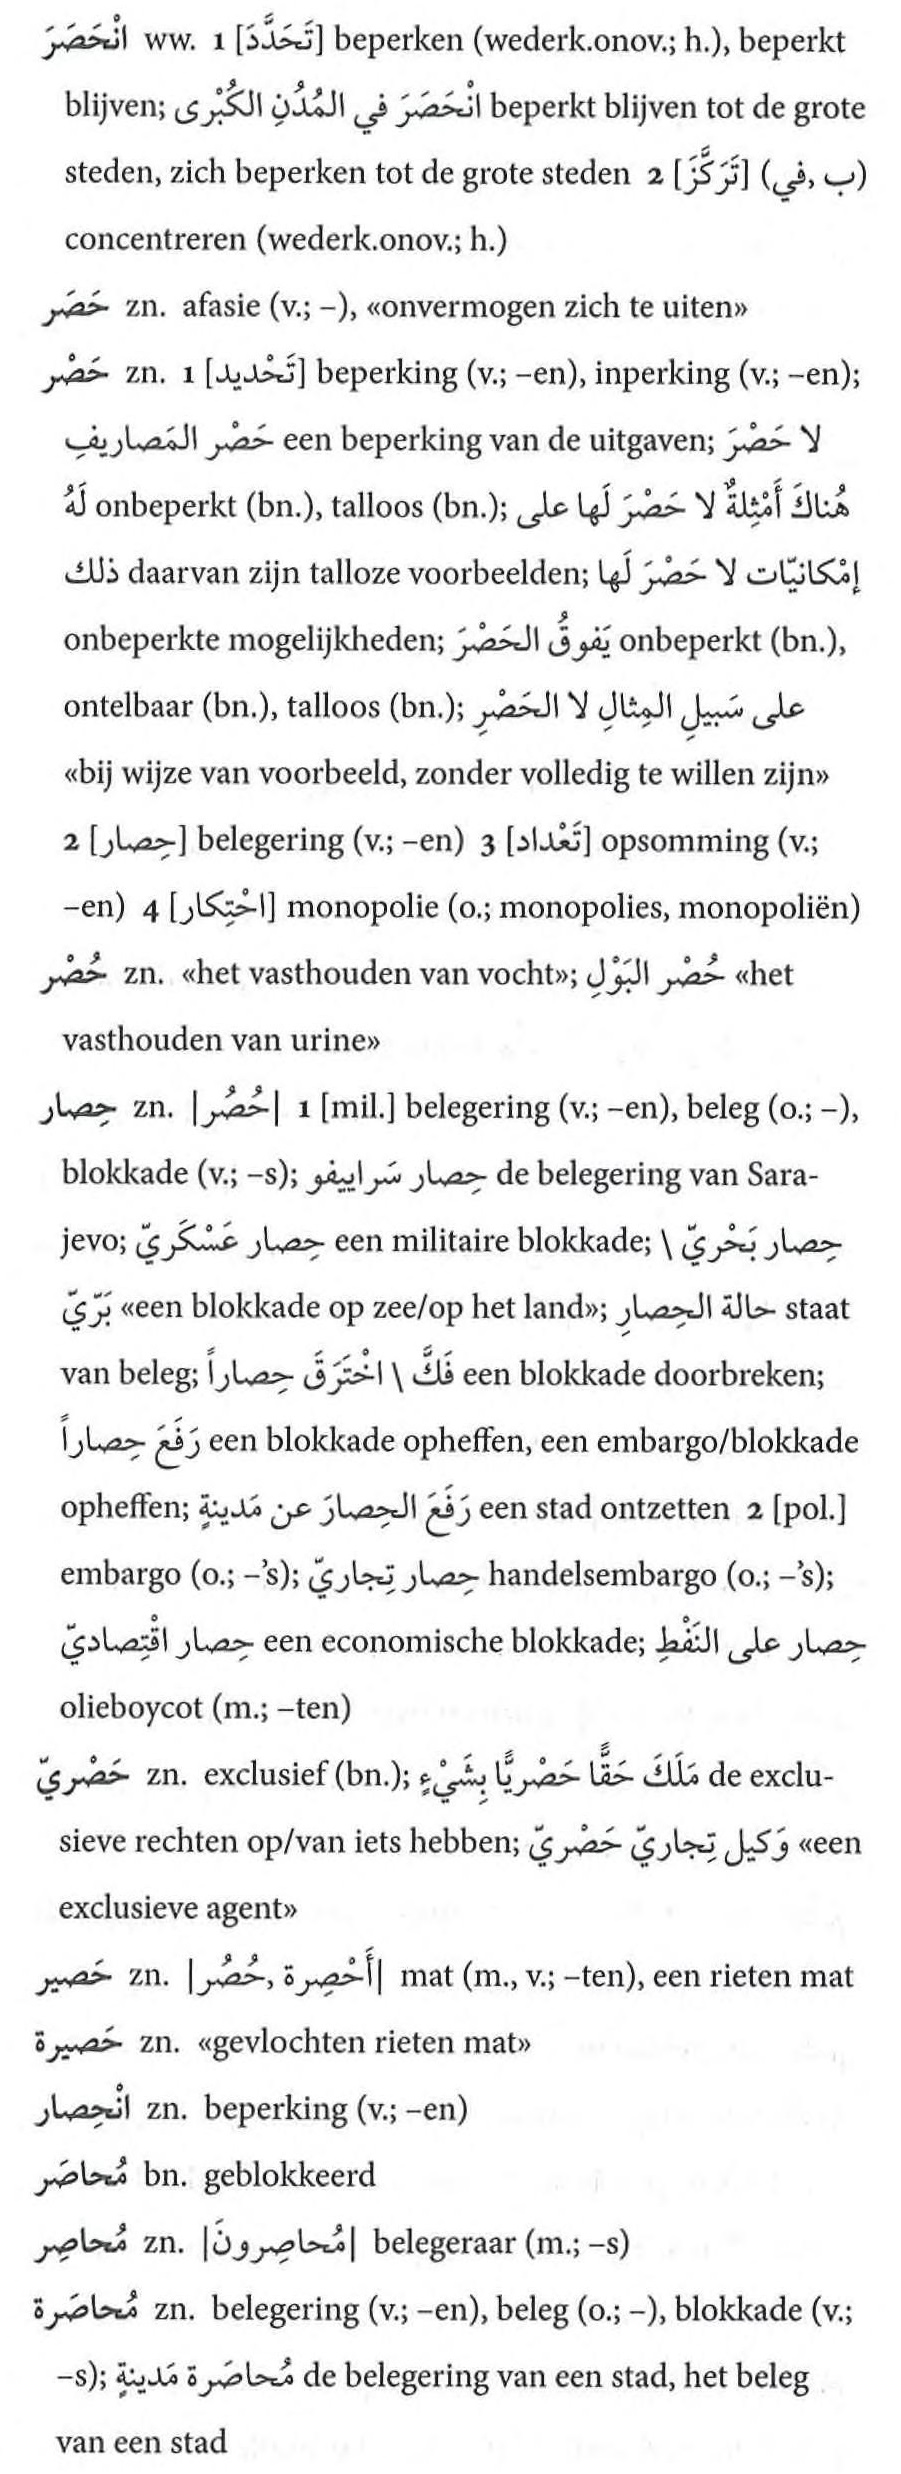 انْحَصَرَ ww. 1 [تَحَدَّدَ] beperken (wederk.onov.; h.), beperkt
blijven; انْحَصَرَ في المُدُنِ الكُبْرى beperkt blijven tot de grote
steden, zich beperken tot de grote steden 2 [تَرَكَّزَ] (ب, في)
concentreren (wederk.onov.; h.)
حَصَر zn. afasie (v.; –), «onvermogen zich te uiten»
حَصْر zn. 1 [تَحْديد] beperking (v.; –en), inperking (v.; –en);
حَصْر المَصاريفِ een beperking van de uitgaven; لا حَصْرَ
لَهُ onbeperkt (bn.), talloos (bn.); هُناكَ أَمْثِلةٌ لا حَصْرَ لَها على
ذلك daarvan zijn talloze voorbeelden; إمْكانيّات لا حَصْرَ لَها
onbeperkte mogelijkheden; يَفوقُ الحَصْرَ onbeperkt (bn.),
ontelbaar (bn.), talloos (bn.); على سَبيلِ المِثالِ لا الحَصْرِ
«bij wijze van voorbeeld, zonder volledig te willen zijn»
2 [حِصار] belegering (v.; –en) 3 [تَعْداد] opsomming (v.;
–en) 4 [احْتِكار] monopolie (o.; monopolies, monopoliën)
حُصْر zn. «het vasthouden van vocht»; حُصْر البَوْلِ «het
vasthouden van urine»
حِصار zn. |حُصُر| 1 [mil.] belegering (v.; –en), beleg (o.; –),
blokkade (v.; –s); حِصار سَراييفو de belegering van Sara-
jevo; حِصار عَسْكَريّ een militaire blokkade; حِصار بَحْريّ \
بَرّيّ «een blokkade op zee/op het land»; حالة الحِصارِ staat
van beleg; فَكَّ \ اخْتَرَقَ حِصاراً een blokkade doorbreken;
رَفَعَ حِصاراً een blokkade opheffen, een embargo/blokkade
opheffen; رَفَعَ الحِصارَ عن مَدينةٍ een stad ontzetten 2 [pol.]
embargo (o.; –’s); حِصار تِجاريّ handelsembargo (o.; –’s);
حِصار اقْتِصاديّ een economische blokkade; حِصار على النَفْطِ
olieboycot (m.; –ten)
حَصْريّ zn. exclusief (bn.); مَلَكَ حَقًّا حَصْريًّا بِشَيْءٍ de exclu-
sieve rechten op/van iets hebben; وَكيل تِجاريّ حَصْريّ «een
exclusieve agent»
حَصير zn. |أَحْصِرة, حُصُر| mat (m., v.; –ten), een rieten mat
حَصيرة zn. «gevlochten rieten mat»
انْحِصار zn. beperking (v.; –en)
مُحاصَر bn. geblokkeerd
مُحاصِر zn. |مُحاصِرونَ| belegeraar (m.; –s)
مُحاصَرة zn. belegering (v.; –en), beleg (o.; –), blokkade (v.;
–s); مُحاصَرة مَدينةٍ de belegering van een stad, het beleg
van een stad